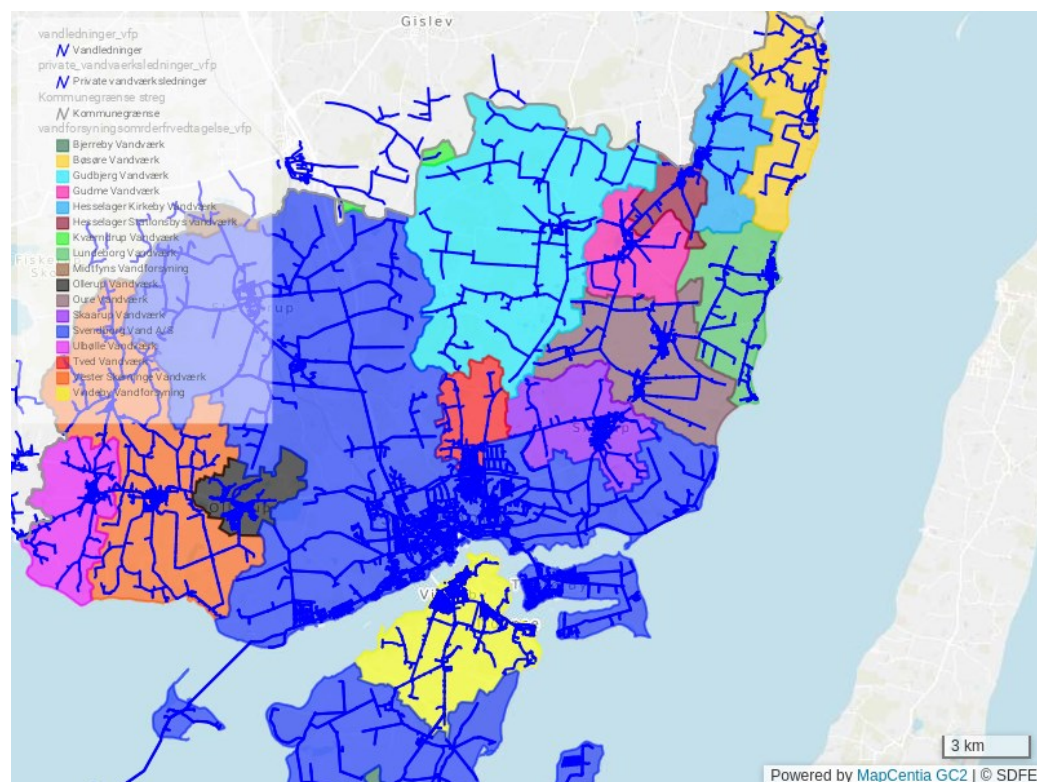 Gislev
vandledninger_vfp
Vandledninger
private_vandvaerksledninger_vfp
Private vandværksledninger
Kommunegrænse streg
Kommunegrænse
vandforsyningsomrderfrvedtagelse_vfp
Bjerreby Vandværk
Bøsøre Vandværk
Gudbjerg Vandværk
Gudme Vandværk
Hesselager Kirkeby Vandværk
Hesselager Stationsbys vandværk
Kværndrup Vandværk
Lundeborg Vandværk
Midtfyns Vandforsyning
Ollerup Vandværk
Oure Vandværk
Skaarup Vandværk
Svendborg Vand A/S
Ulbølle Vandværk
Tved Vandværk
Vester Skerninge Vandværk
Vindeby Vandforsyning
3 km
Powered by MapCentia GC2 | © SDFE